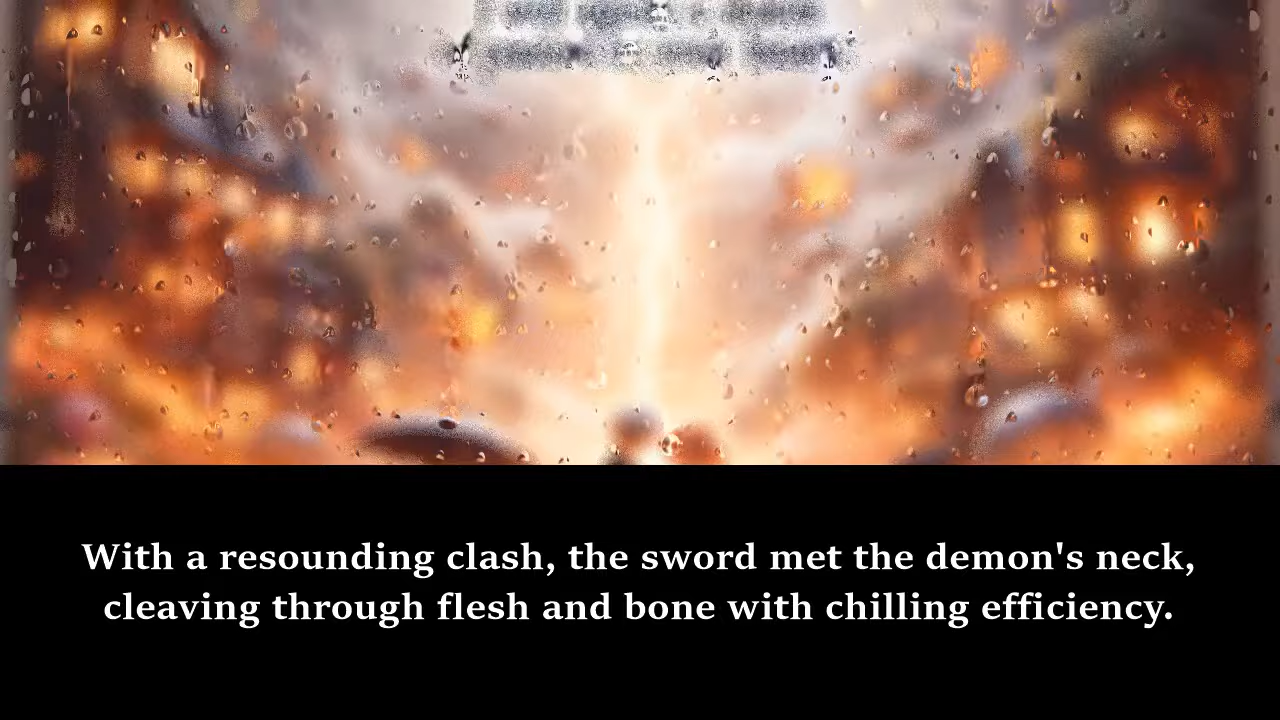 With a resounding clash, the sword met the demon's neck,
cleaving through flesh and bone with chilling efficiency.